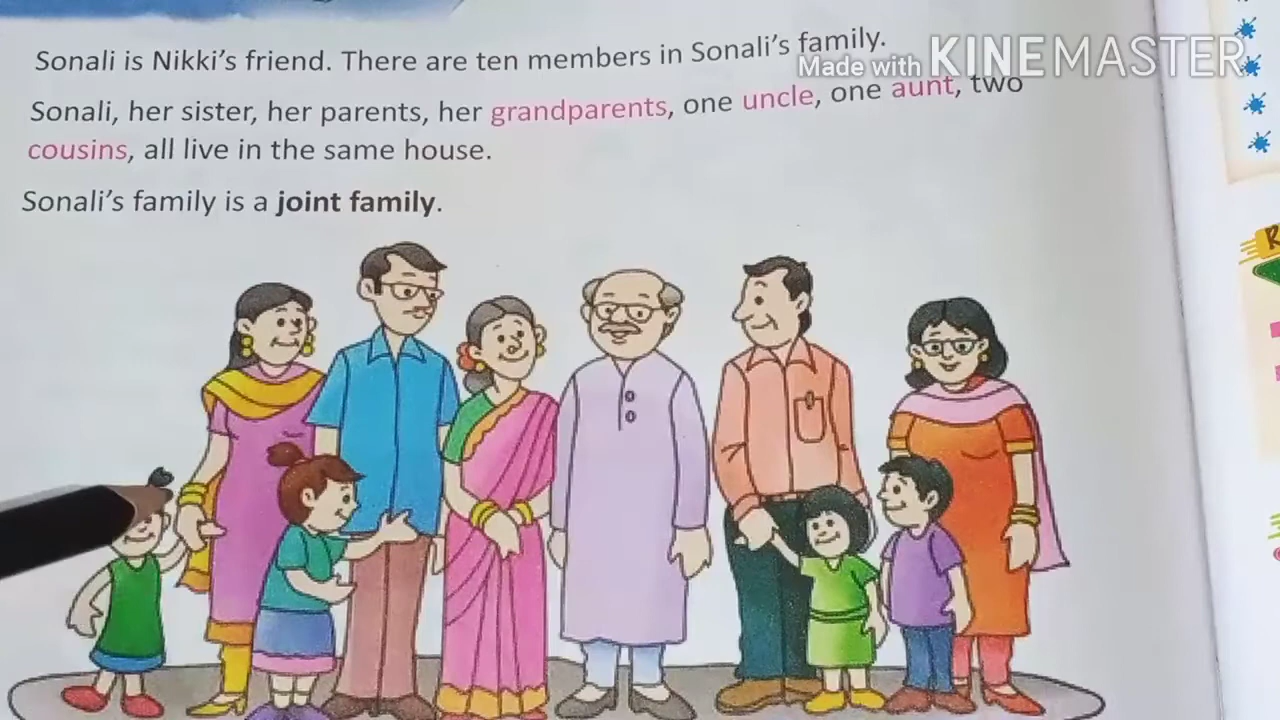 Sonali is Nikki's friend. There are ten members in Sonali's family.
Made with KINEMASTER
Sonali, her sister, her parents, her grandparents, one uncle, one aunt, two
cousins, all live in the same house.
Sonali's family is a joint family.
R